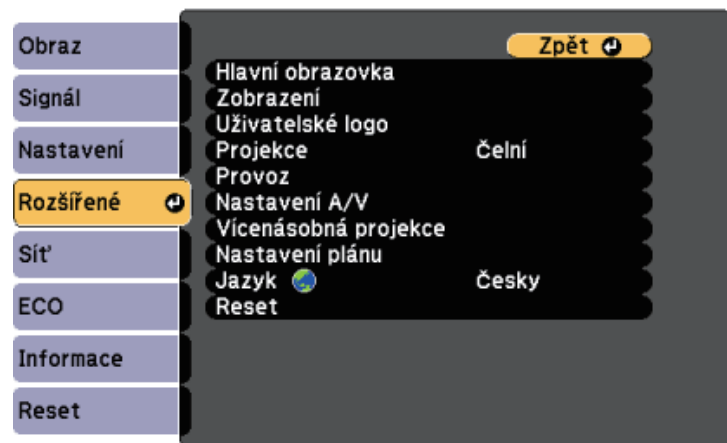 Obraz
Signál
Nastavení
Rozšířené
Síť
ECO
Informace
Reset
Zpět
Hlavní obrazovka
Zobrazení
Uživatelské logo
Projekce Čelní
Provoz
Nastavení A/V
Vícenásobná projekce
Nastavení plánu
Jazyk Česky
Reset